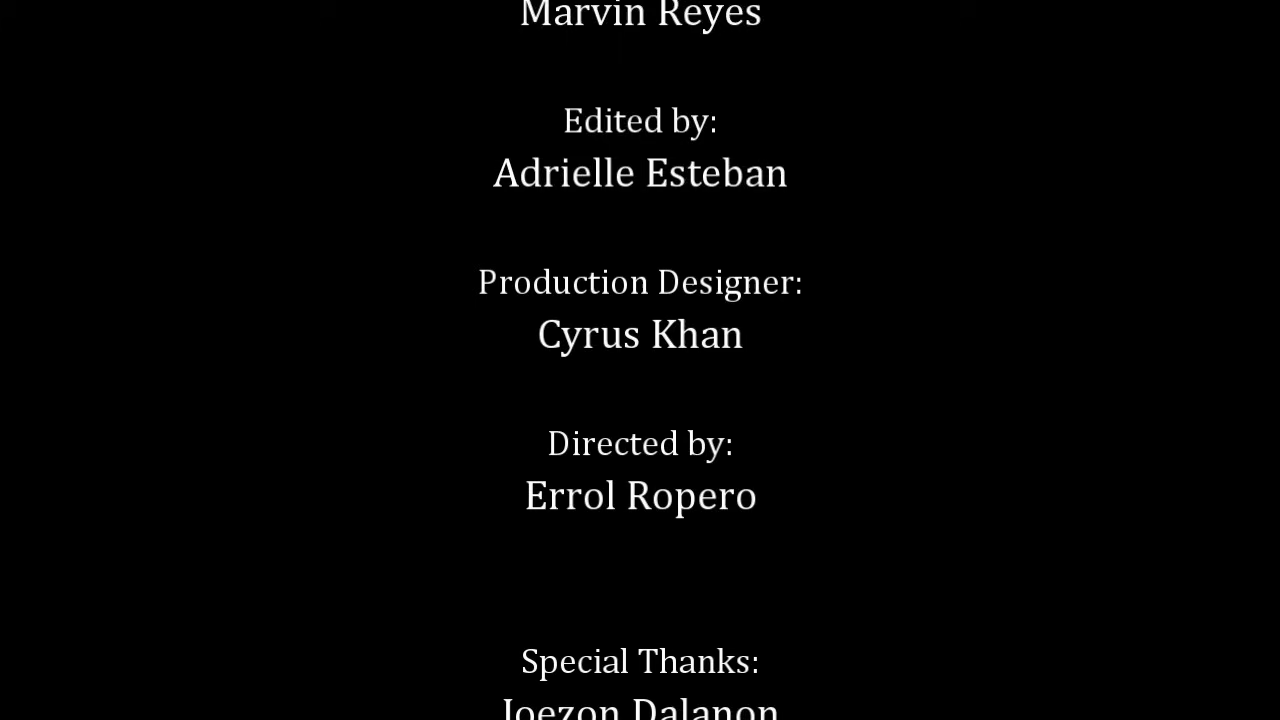 Marvin Reyes
Edited by:
Adrielle Esteban
Production Designer:
Cyrus Khan
Directed by:
Errol Ropero
Special Thanks:
Joezon Dalanon